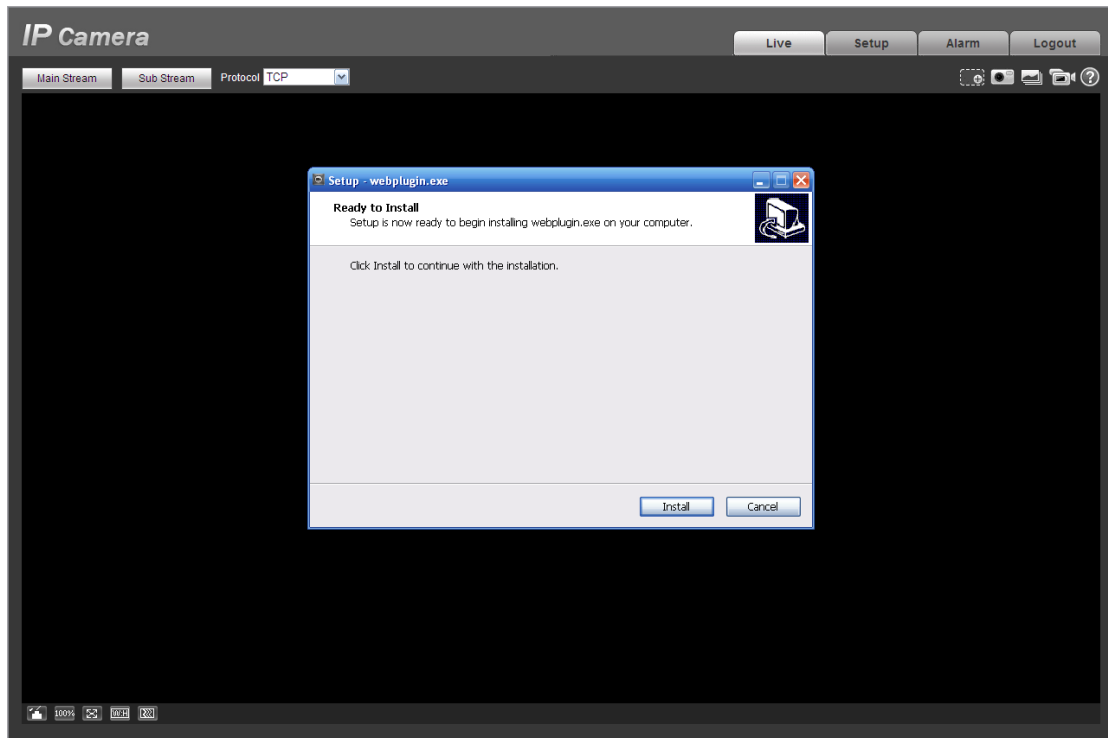 IP Camera
Live Setup Alarm Logout
Main Stream Sub Stream Protocol TCP
Setup - webplugin.exe
Ready to Install
Setup is now ready to begin installing webplugin.exe on your computer.
Click Install to continue with the installation.
Install Cancel
100%